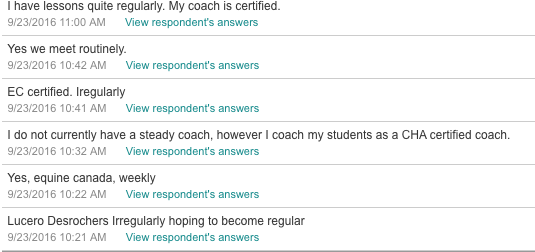 I have lessons quite regularly. My coach is certified.
9/23/2016 11:00 AM View respondent's answers
Yes we meet routinely.
9/23/2016 10:42 AM View respondent's answers
EC certified. Iregularly
9/23/2016 10:41 AM View respondent's answers
I do not currently have a steady coach, however I coach my students as a CHA certified coach.
9/23/2016 10:32 AM View respondent's answers
Yes, equine canada, weekly
9/23/2016 10:22 AM View respondent's answers
Lucero Desrochers Irregularly hoping to become regular
9/23/2016 10:21 AM View respondent's answers